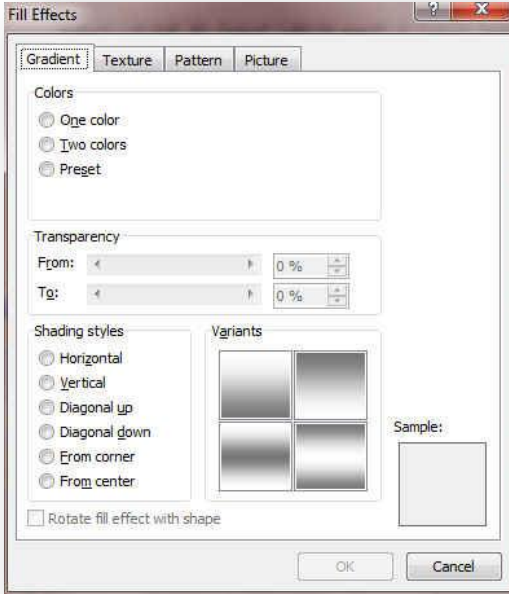 Fill Effects
Gradient Texture Pattern Picture
Colors
One color
Two colors
Preset
Transparency
From: 0 %
To: 0 %
Shading styles
Horizontal
Vertical
Diagonal up
Diagonal down
From corner
From center
Variants
Sample:
Rotate fill effect with shape
OK Cancel